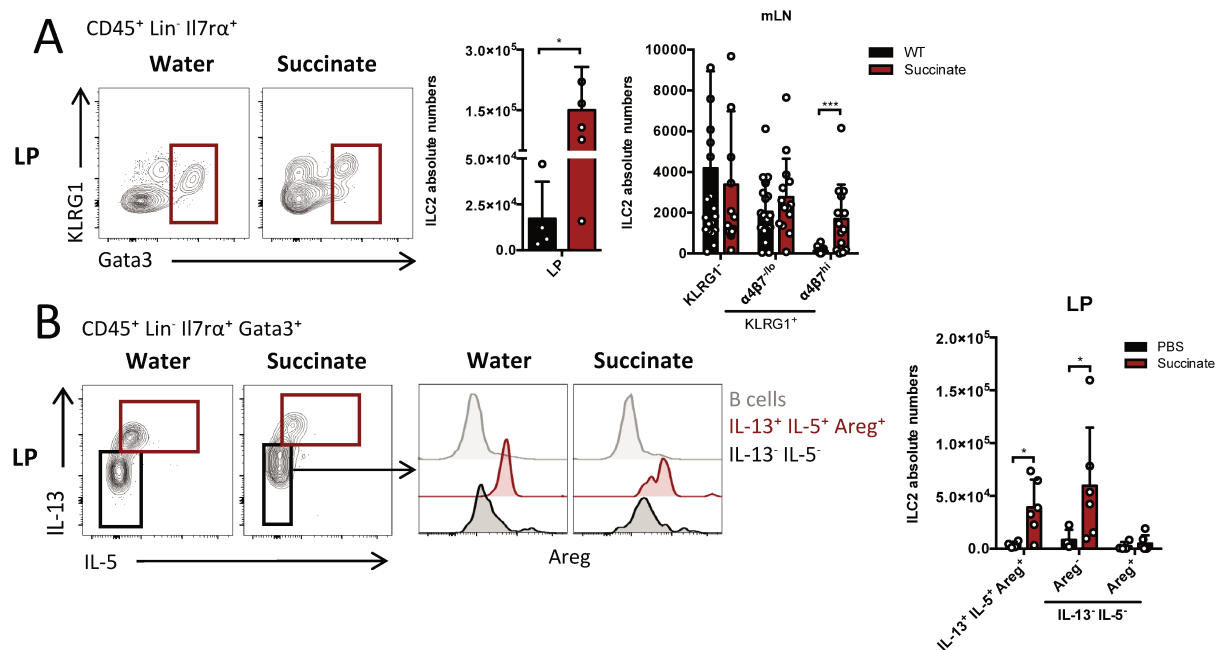 A
CD45⁺ Lin⁻ Il7rα⁺
Water
Succinate
LP
KLRG1
Gata3
ILC2 absolute numbers
3.0×10⁵
1.5×10⁵
5.0×10⁴
2.5×10⁴
0.0
*
LP
mLN
ILC2 absolute numbers
10000
8000
6000
4000
2000
0
***
KLRG1⁻
α4β7⁻/ˡᵒ
α4β7ʰⁱ
KLRG1⁺
WT
Succinate
B
CD45⁺ Lin⁻ Il7rα⁺ Gata3⁺
Water
Succinate
LP
IL-13
IL-5
Water
Succinate
Areg
B cells
IL-13⁺ IL-5⁺ Areg⁺
IL-13⁻ IL-5⁻
LP
ILC2 absolute numbers
2.0×10⁵
1.5×10⁵
1.0×10⁵
5.0×10⁴
0.0
*
*
IL-13⁺ IL-5⁺ Areg⁺
Areg⁻
Areg⁺
IL-13⁻ IL-5⁻
PBS
Succinate